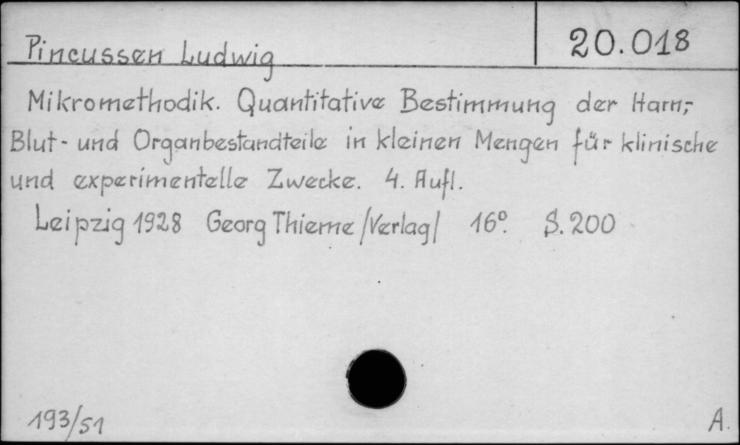 Pincussen Ludwig
20.018
Mikromethodik. Quantitative Bestimmung der Harn-,
Blut- und Organbestandteile in kleinen Mengen für klinische
und experimentelle Zwecke. 4. Aufl.
Leipzig 1928 Georg Thieme /Verlag/ 16°. S. 200
193/51
A.